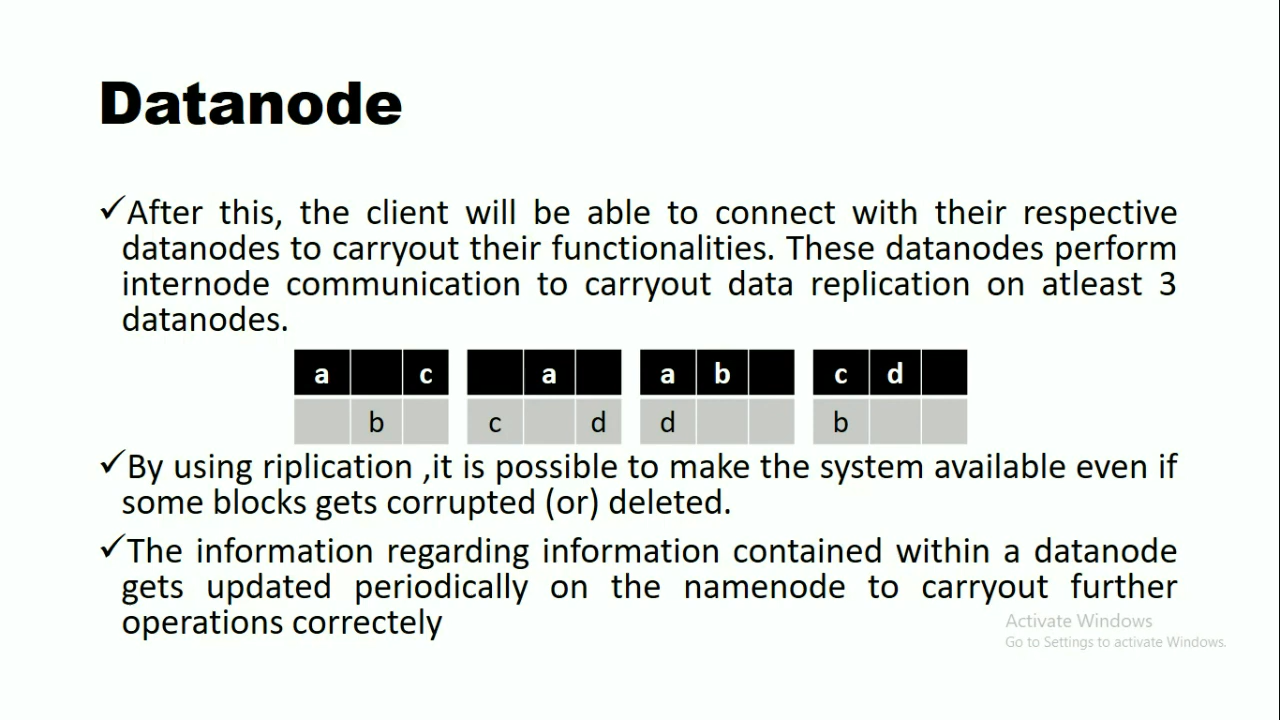 Datanode
✓After this, the client will be able to connect with their respective
datanodes to carryout their functionalities. These datanodes perform
internode communication to carryout data replication on atleast 3
datanodes.
a c a a b c d
b c d d b
✓By using riplication ,it is possible to make the system available even if
some blocks gets corrupted (or) deleted.
✓The information regarding information contained within a datanode
gets updated periodically on the namenode to carryout further
operations correctely
Activate Windows
Go to Settings to activate Windows.